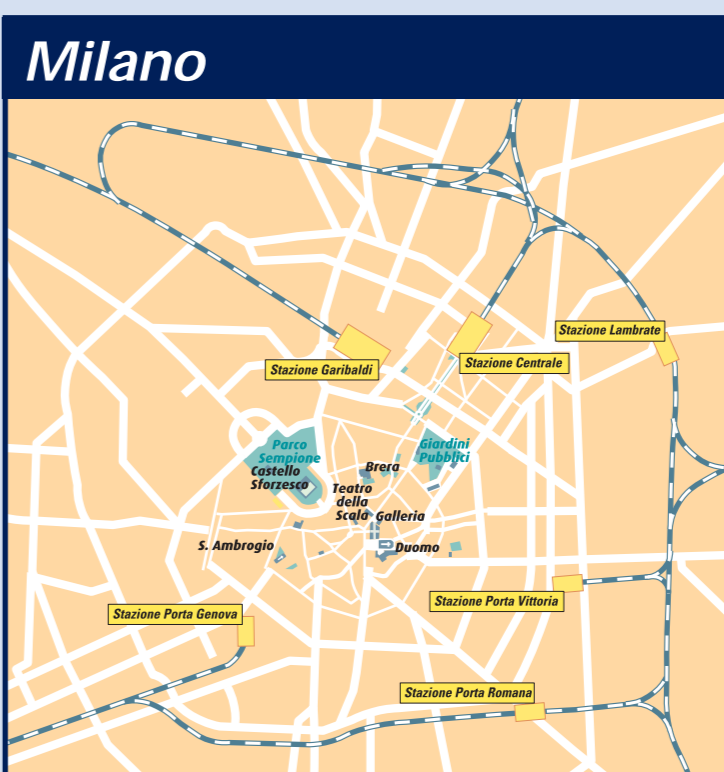 Milano
Stazione Lambrate
Stazione Garibaldi
Stazione Centrale
Parco
Sempione
Castello
Sforzesco
Giardini
Pubblici
Brera
Teatro
della
Scala
Galleria
S. Ambrogio
Duomo
Stazione Porta Vittoria
Stazione Porta Genova
Stazione Porta Romana